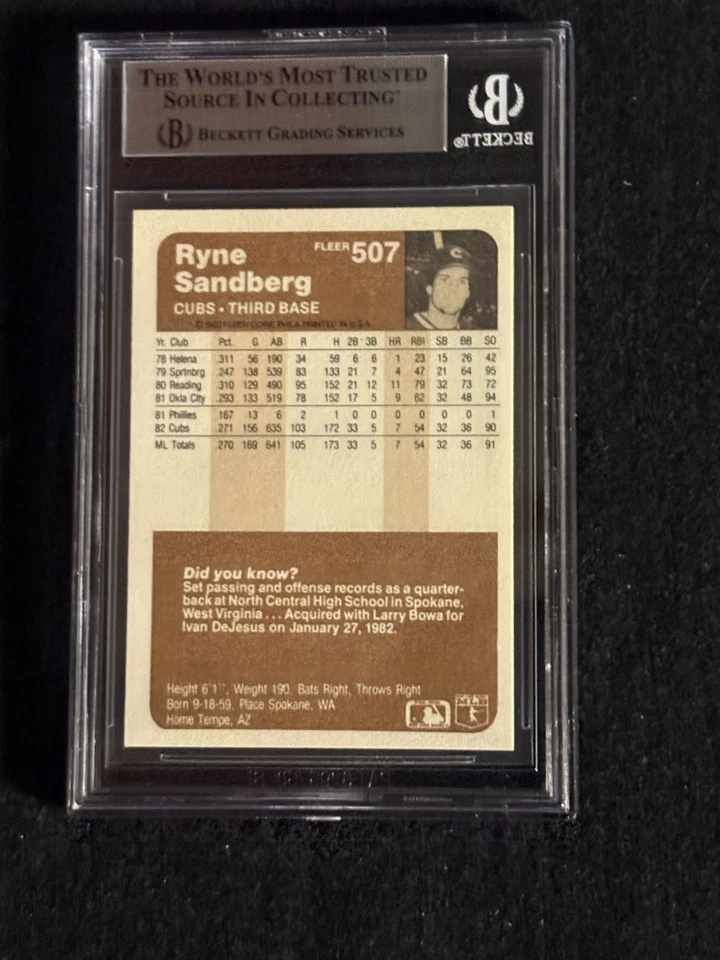 THE WORLD'S MOST TRUSTED
SOURCE IN COLLECTING™
B BECKETT GRADING SERVICES
B
BECKETT®
Ryne
Sandberg
FLEER 507
CUBS • THIRD BASE
© 1983 FLEER CORP. PHILA. PRINTED IN U.S.A.
Yr. Club Pct. G AB R H 2B 3B HR RBI SB BB SO
78 Helena .311 56 190 34 59 6 6 1 23 15 26 42
79 Sprtnbrg .247 138 539 83 133 21 7 4 47 21 64 95
80 Reading .310 129 490 95 152 21 12 11 79 32 73 72
81 Okla City .293 133 519 78 152 17 5 9 62 32 48 94
81 Phillies .167 13 6 2 1 0 0 0 0 0 0 1
82 Cubs .271 156 635 103 172 33 5 7 54 32 36 90
ML Totals .270 169 641 105 173 33 5 7 54 32 36 91
Did you know?
Set passing and offense records as a quarter-
back at North Central High School in Spokane,
West Virginia . . . Acquired with Larry Bowa for
Ivan DeJesus on January 27, 1982.
Height 6'1", Weight 190. Bats Right, Throws Right
Born 9-18-59, Place Spokane, WA
Home Tempe, AZ